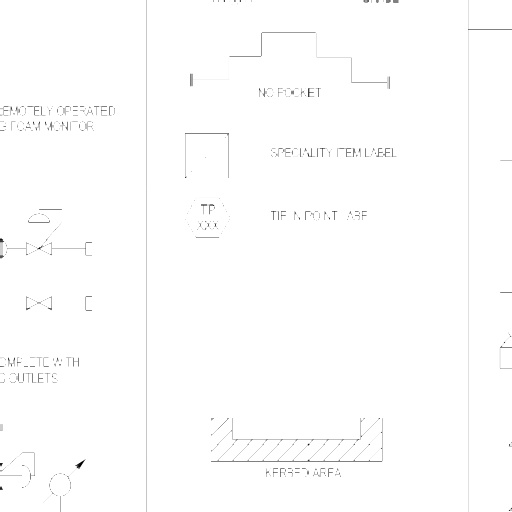 REMOTELY OPERATED
FOAM MONITOR
NO POCKET
SPECIALITY ITEM LABEL
TP
XXX
TIE IN POINT LABEL
COMPLETE WITH
OUTLETS
KERBED AREA